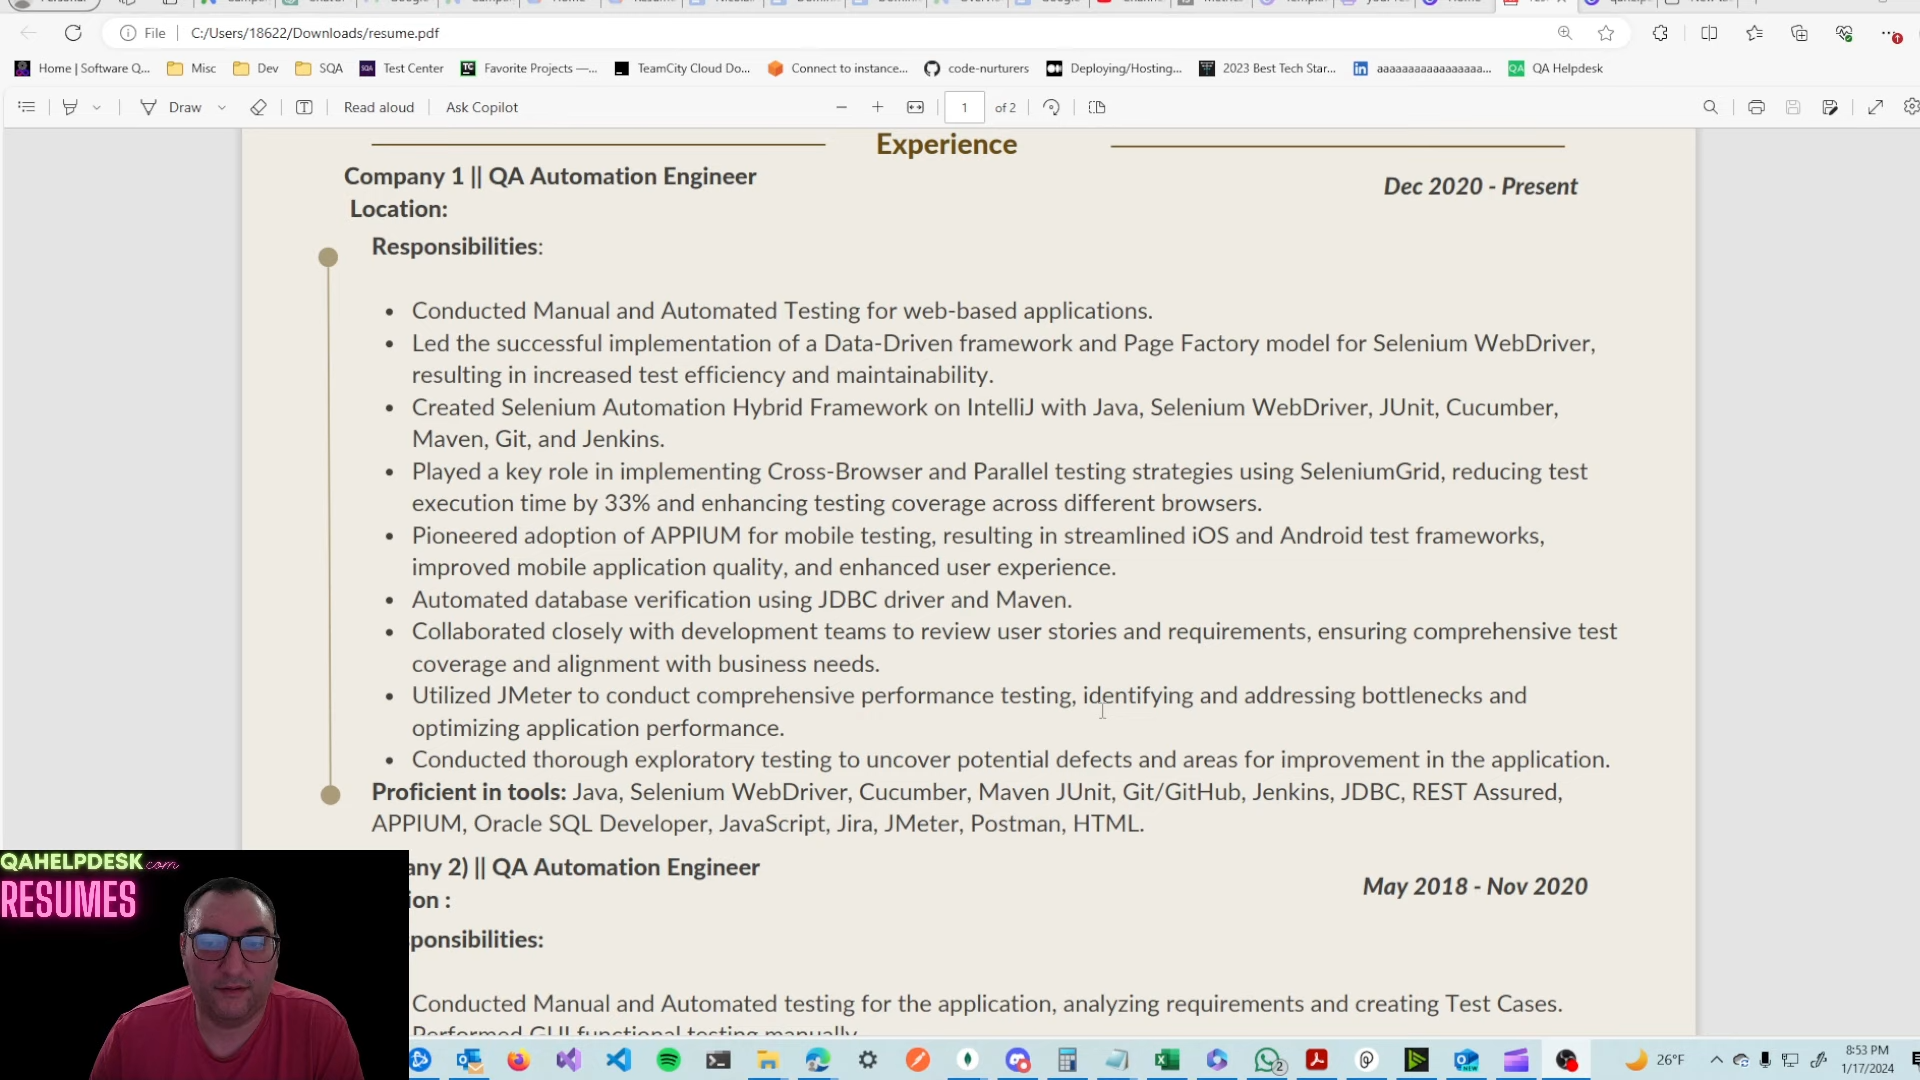 File C:/Users/18622/Downloads/resume.pdf
Home | Software Q... Misc Dev SQA Test Center Favorite Projects —... TeamCity Cloud Do... Connect to instance... code-nurturers Deploying/Hosting... 2023 Best Tech Star... aaaaaaaaaaaaaaaaa... QA Helpdesk
Draw Read aloud Ask Copilot 1 of 2
Experience
Company 1 || QA Automation Engineer
Dec 2020 - Present
Location:
Responsibilities:
• Conducted Manual and Automated Testing for web-based applications.
• Led the successful implementation of a Data-Driven framework and Page Factory model for Selenium WebDriver,
resulting in increased test efficiency and maintainability.
• Created Selenium Automation Hybrid Framework on IntelliJ with Java, Selenium WebDriver, JUnit, Cucumber,
Maven, Git, and Jenkins.
• Played a key role in implementing Cross-Browser and Parallel testing strategies using SeleniumGrid, reducing test
execution time by 33% and enhancing testing coverage across different browsers.
• Pioneered adoption of APPIUM for mobile testing, resulting in streamlined iOS and Android test frameworks,
improved mobile application quality, and enhanced user experience.
• Automated database verification using JDBC driver and Maven.
• Collaborated closely with development teams to review user stories and requirements, ensuring comprehensive test
coverage and alignment with business needs.
• Utilized JMeter to conduct comprehensive performance testing, identifying and addressing bottlenecks and
optimizing application performance.
• Conducted thorough exploratory testing to uncover potential defects and areas for improvement in the application.
Proficient in tools: Java, Selenium WebDriver, Cucumber, Maven JUnit, Git/GitHub, Jenkins, JDBC, REST Assured,
APPIUM, Oracle SQL Developer, JavaScript, Jira, JMeter, Postman, HTML.
any 2) || QA Automation Engineer
May 2018 - Nov 2020
ion :
ponsibilities:
Conducted Manual and Automated testing for the application, analyzing requirements and creating Test Cases.
Performed GUI functional testing manually
QAHELPDESK.com
RESUMES
26°F
8:53 PM
1/17/2024